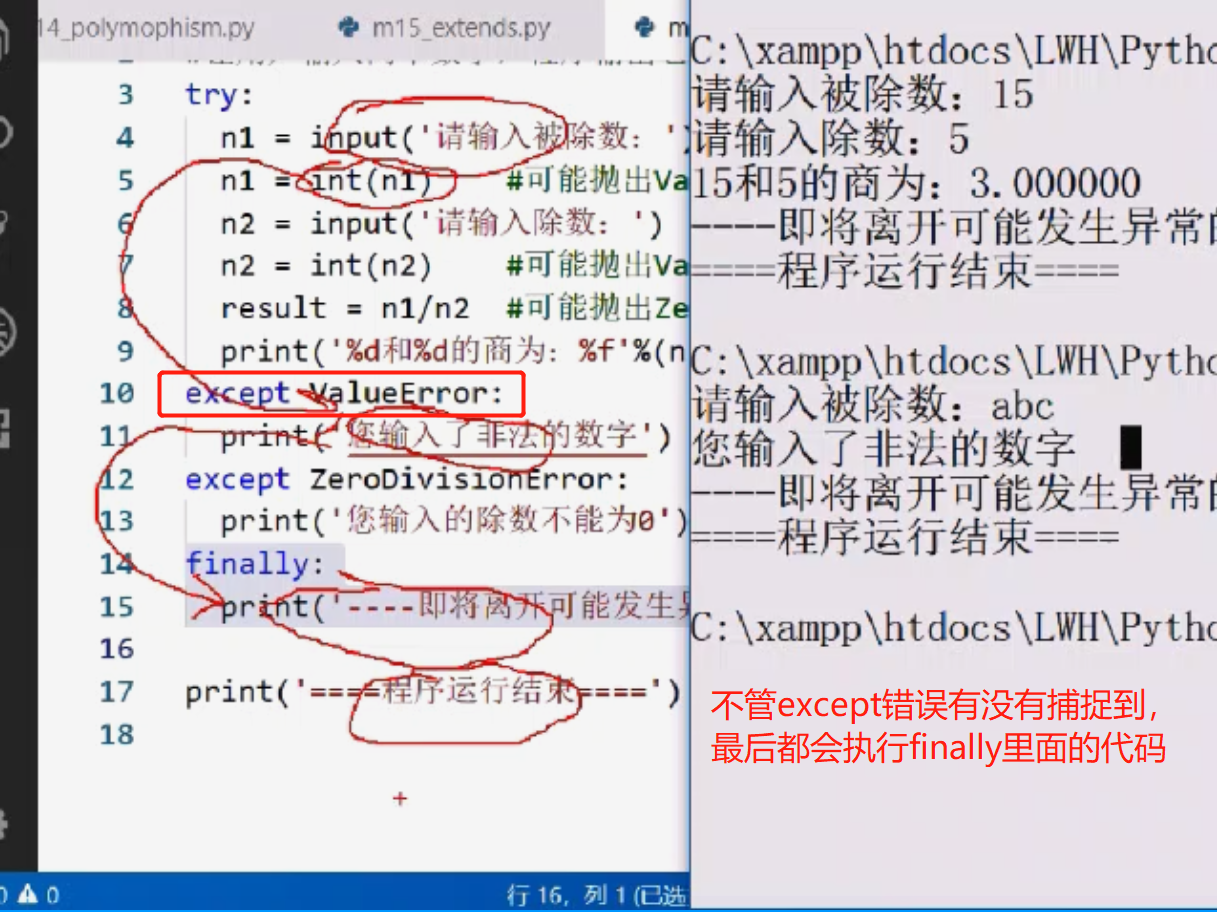 14_polymophism.py m15_extends.py m
3 try:
4 n1 = input('请输入被除数：')
5 n1 = int(n1) #可能抛出Va
6 n2 = input('请输入除数：')
7 n2 = int(n2) #可能抛出Va
8 result = n1/n2 #可能抛出Ze
9 print('%d和%d的商为：%f'%(n
10 except ValueError:
11 print('您输入了非法的数字')
12 except ZeroDivisionError:
13 print('您输入的除数不能为0')
14 finally:
15 print('----即将离开可能发生异
16
17 print('====程序运行结束====')
18
0 0 行 16，列 1 (已选
C:\xampp\htdocs\LWH\Pytho
请输入被除数：15
请输入除数：5
15和5的商为：3.000000
----即将离开可能发生异常的
====程序运行结束====
C:\xampp\htdocs\LWH\Pytho
请输入被除数：abc
您输入了非法的数字
----即将离开可能发生异常的
====程序运行结束====
C:\xampp\htdocs\LWH\Pytho
不管except错误有没有捕捉到，
最后都会执行finally里面的代码